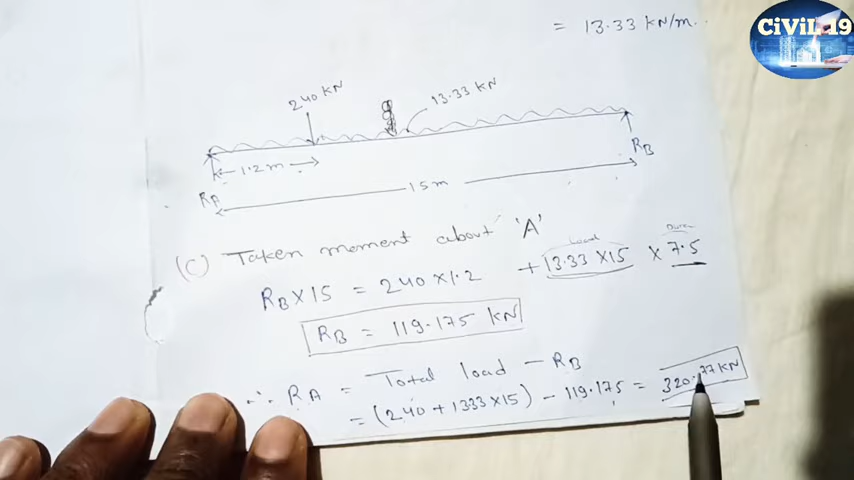 CiViL 19
= 13.33 KN/m.
240 KN
13.33 KN
1.2 m
RA
RB
15 m
(C) Taken moment about 'A'
Load
RB X 15 = 240 X 1.2 + 13.33 X 15 X 7.5
RB = 119.175 KN
∴ RA = Total load - RB
= (240 + 1333 X 15) - 119.175 = 320.77 KN